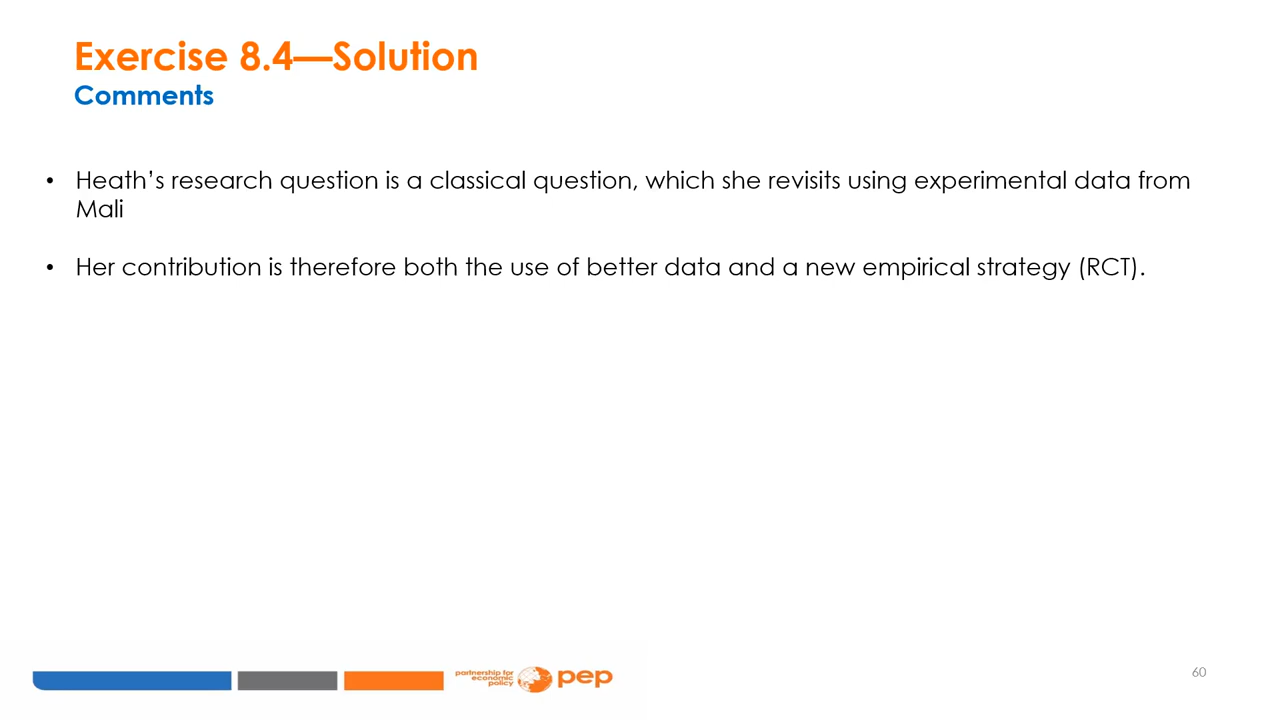 Exercise 8.4—Solution
Comments
• Heath’s research question is a classical question, which she revisits using experimental data from
Mali
• Her contribution is therefore both the use of better data and a new empirical strategy (RCT).
partnership for
economic
policy
pep
60